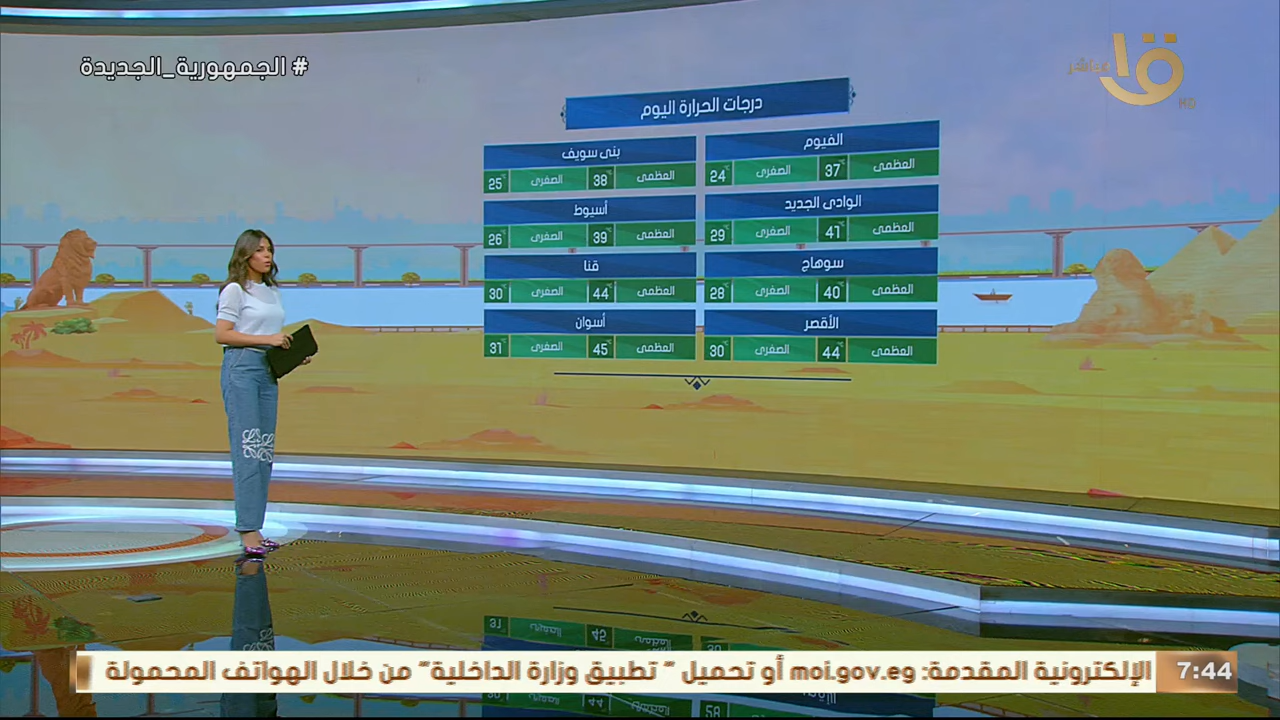 # الجمهورية_الجديدة
HD
درجات الحرارة اليوم
الفيوم
العظمى 37°c الصغرى 24°c
بنى سويف
العظمى 38°c الصغرى 25°c
الوادى الجديد
العظمى 41°c الصغرى 29°c
أسيوط
العظمى 39°c الصغرى 26°c
سوهاج
العظمى 40°c الصغرى 28°c
قنا
العظمى 44°c الصغرى 30°c
الأقصر
العظمى 44°c الصغرى 30°c
أسوان
العظمى 45°c الصغرى 31°c
7:44
الإلكترونية المقدمة: moi.gov.eg أو تحميل " تطبيق وزارة الداخلية" من خلال الهواتف المحمولة